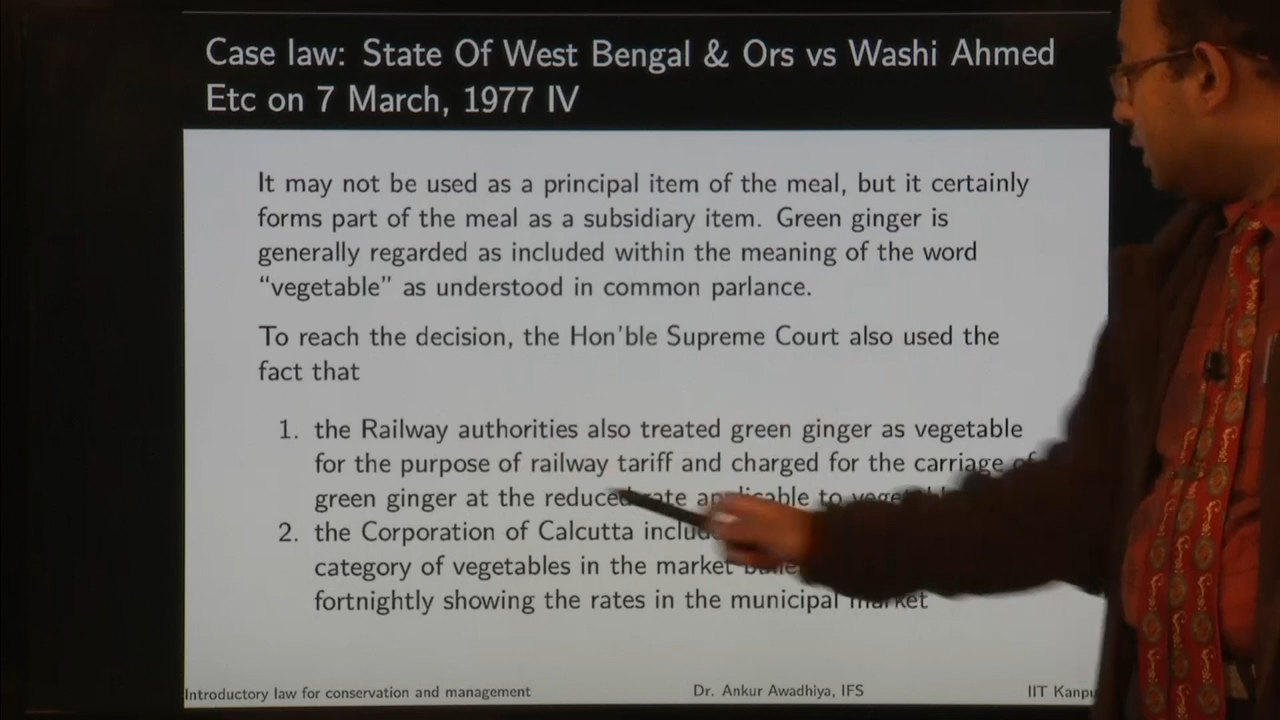 Case law: State Of West Bengal & Ors vs Washi Ahmed
Etc on 7 March, 1977 IV
It may not be used as a principal item of the meal, but it certainly
forms part of the meal as a subsidiary item. Green ginger is
generally regarded as included within the meaning of the word
“vegetable” as understood in common parlance.
To reach the decision, the Hon'ble Supreme Court also used the
fact that
1. the Railway authorities also treated green ginger as vegetable
for the purpose of railway tariff and charged for the carriage of
green ginger at the reduced rate applicable to
2. the Corporation of Calcutta
category of vegetables in the market
fortnightly showing the rates in the municipal market
Introductory law for conservation and management
Dr. Ankur Awadhiya, IFS
IIT